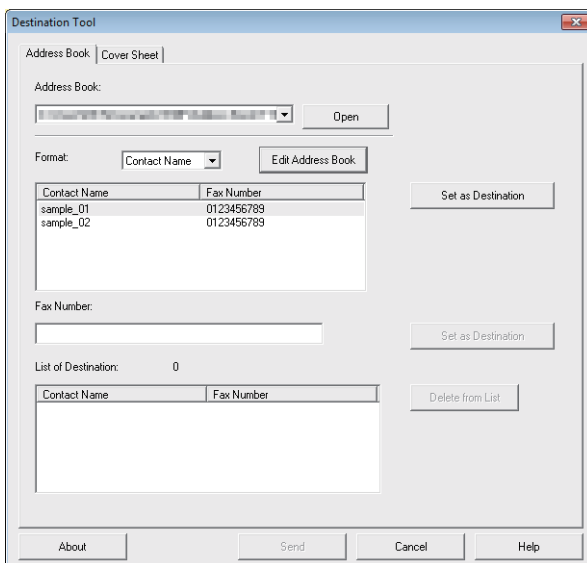 Destination Tool
Address Book
Cover Sheet
Address Book:
Open
Format:
Contact Name
Edit Address Book
Contact Name Fax Number
sample_01 0123456789
sample_02 0123456789
Set as Destination
Fax Number:
Set as Destination
List of Destination: 0
Contact Name Fax Number
Delete from List
About
Send
Cancel
Help